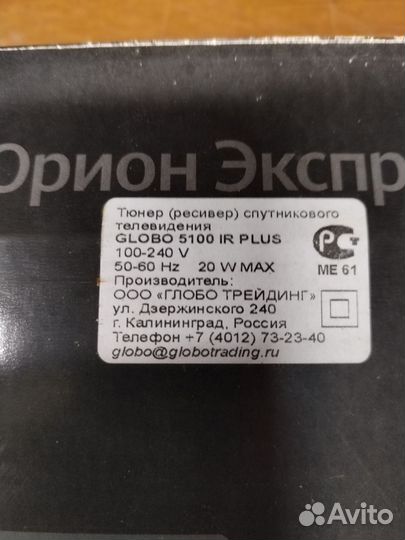 Орион Экспр
Тюнер (ресивер) спутникового
телевидения
GLOBO 5100 IR PLUS
100-240 V
50-60 Hz 20 W MAX
ME 61
Производитель:
ООО «ГЛОБО ТРЕЙДИНГ»
ул. Дзержинского 240
г. Калининград, Россия
Телефон +7 (4012) 73-23-40
globo@globotrading.ru
Avito